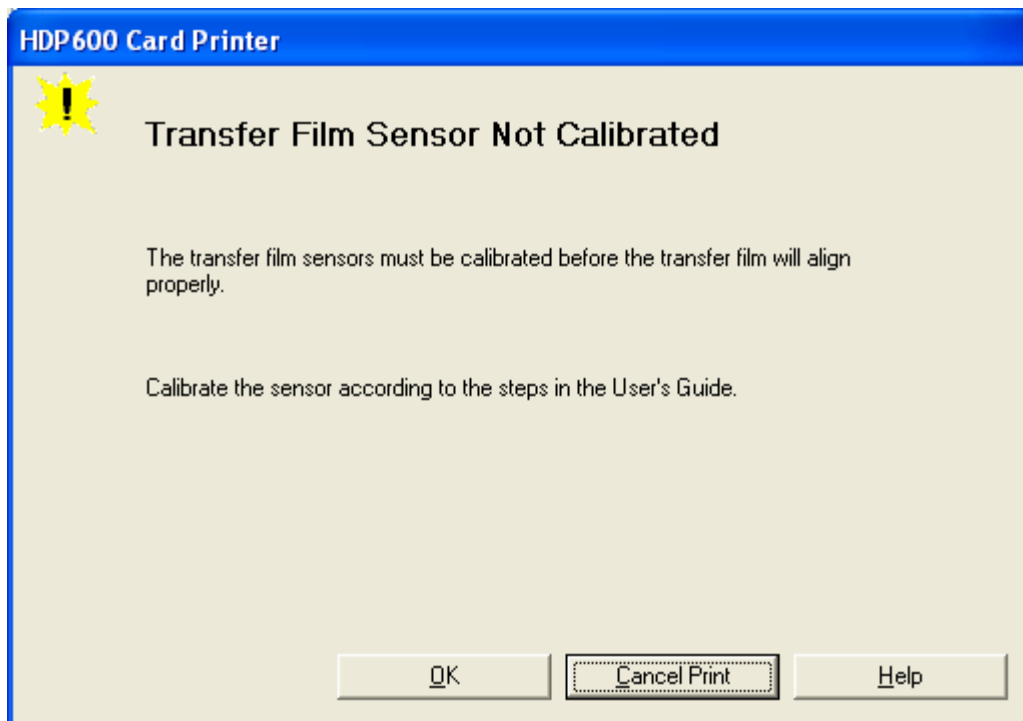 HDP600 Card Printer
!
Transfer Film Sensor Not Calibrated
The transfer film sensors must be calibrated before the transfer film will align
properly.
Calibrate the sensor according to the steps in the User's Guide.
OK Cancel Print Help